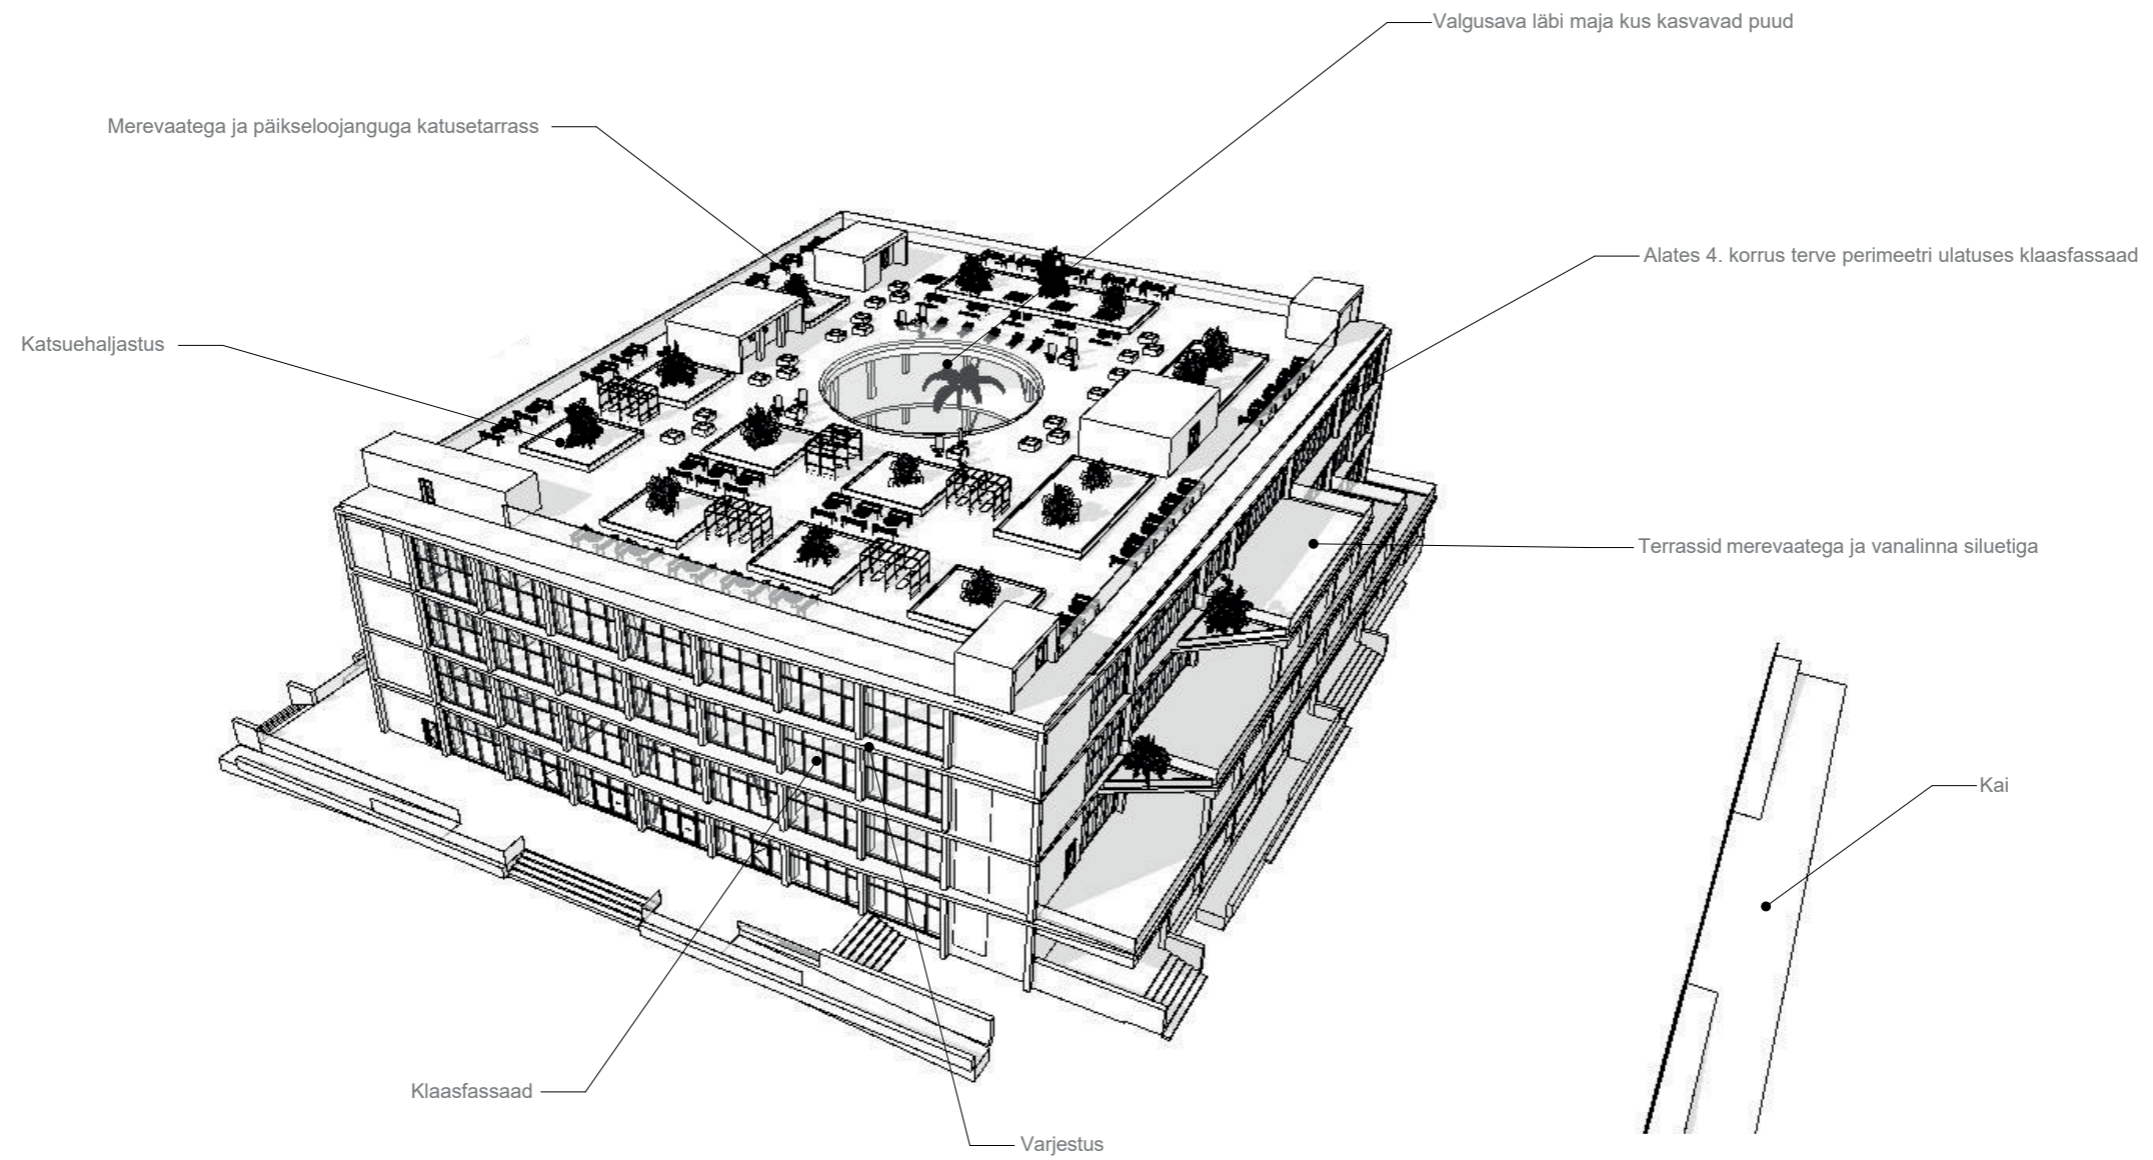 Valgusava läbi maja kus kasvavad puud
Merevaatega ja päikseloojanguga katusetarrass
Alates 4. korrus terve perimeetri ulatuses klaasfassaad
Katsuehaljastus
Terrassid merevaatega ja vanalinna siluetiga
Kai
Klaasfassaad
Varjestus